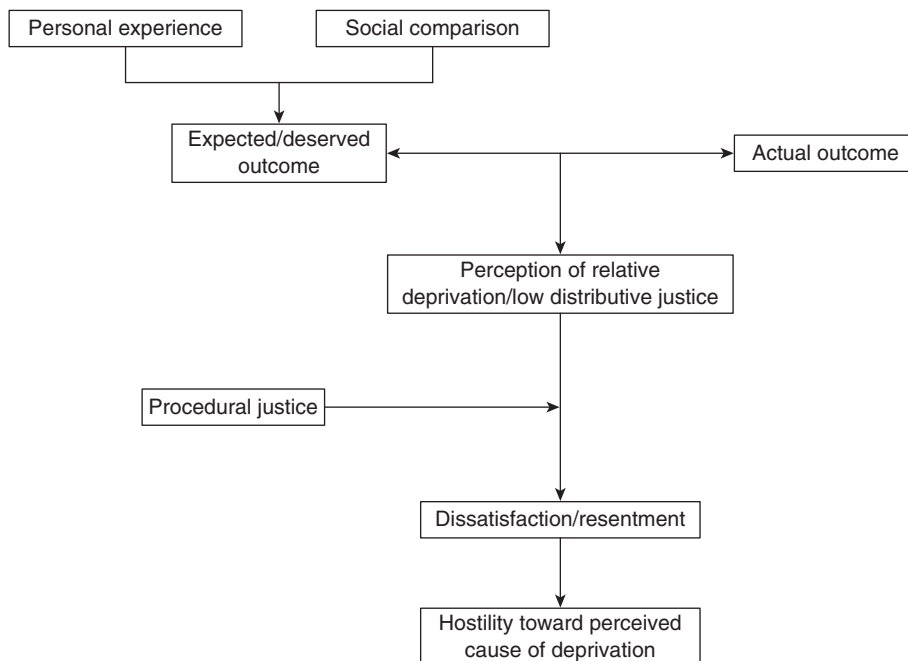 Personal experience
Social comparison
Expected/deserved
outcome
Actual outcome
Perception of relative
deprivation/low distributive justice
Procedural justice
Dissatisfaction/resentment
Hostility toward perceived
cause of deprivation